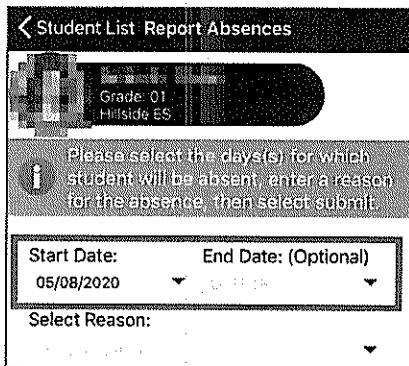 Student List Report Absences
Grade: 01
Hillside ES
Please select the days(s) for which
student will be absent, enter a reason
for the absence, then select submit.
Start Date:
End Date: (Optional)
05/08/2020
Select Reason: